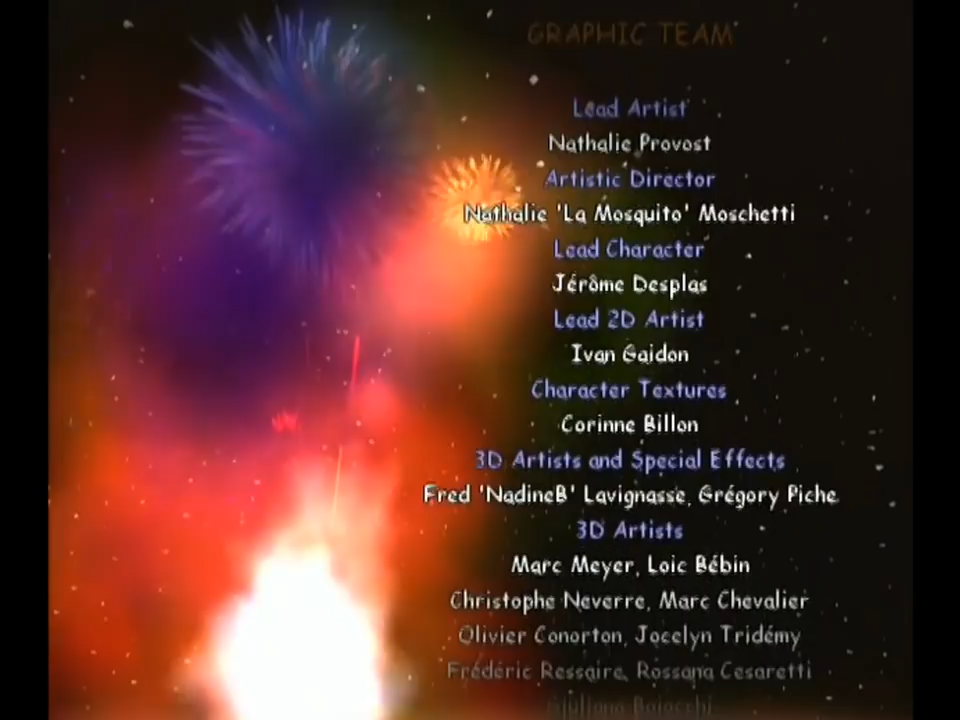 GRAPHIC TEAM
Lead Artist
Nathalie Provost
Artistic Director
Nathalie 'La Mosquito' Moschetti
Lead Character
Jérôme Desplas
Lead 2D Artist
Ivan Gaidon
Character Textures
Corinne Billon
3D Artists and Special Effects
Fred 'NadineB' Lavignasse, Grégory Piche
3D Artists
Marc Meyer, Loic Bébin
Christophe Neverre, Marc Chevalier
Olivier Conorton, Jocelyn Tridémy
Frédéric Ressaire, Rossana Cesaretti
Giuliana Baiocchi